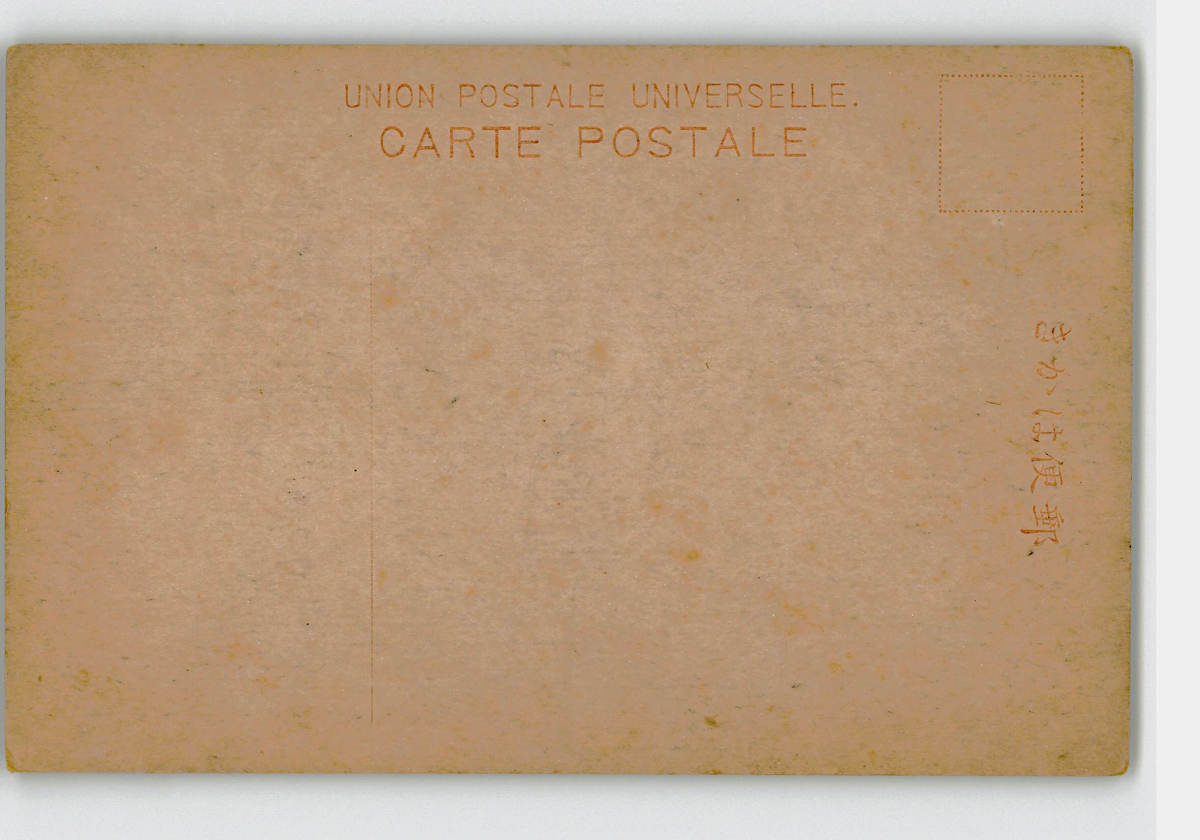 UNION POSTALE UNIVERSELLE.
CARTE POSTALE
きかは便郵